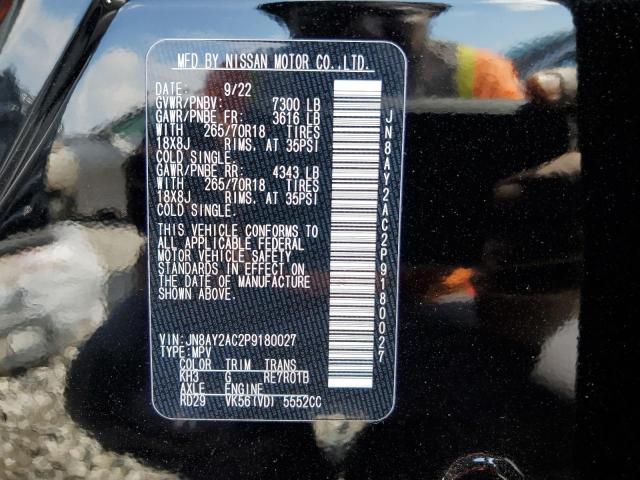 MFD BY NISSAN MOTOR CO.,LTD.
DATE: 9/22
GVWR/PNBV: 7300 LB
GAWR/PNBE FR: 3616 LB
WITH 265/70R18 TIRES
18X8J RIMS, AT 35PSI
COLD SINGLE.
GAWR/PNBE RR: 4343 LB
WITH 265/70R18 TIRES
18X8J RIMS, AT 35PSI
COLD SINGLE.
THIS VEHICLE CONFORMS TO
ALL APPLICABLE FEDERAL
MOTOR VEHICLE SAFETY
STANDARDS IN EFFECT ON
THE DATE OF MANUFACTURE
SHOWN ABOVE.
VIN:JN8AY2AC2P9180027
TYPE:MPV
COLOR TRIM TRANS
KH3 G RE7R01B
AXLE ENGINE
RD29 VK56(VD) 5552CC
JN8AY2AC2P9180027